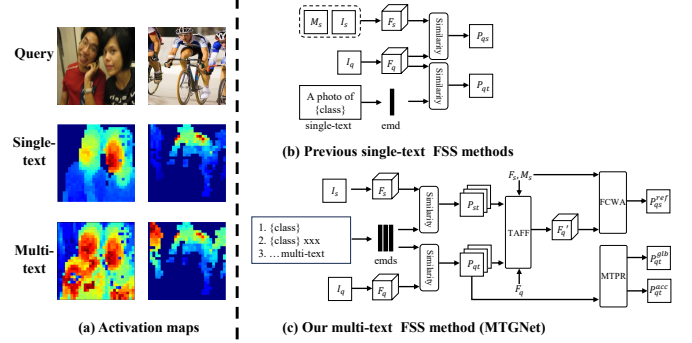 Query
Single-
text
Multi-
text
(a) Activation maps
M_s
I_s
F_s
Similarity
P_qs
I_q
F_q
Similarity
P_qt
A photo of
{class}
single-text
emd
(b) Previous single-text FSS methods
I_s
F_s
Similarity
P_st
F_s, M_s
1. {class}
2. {class} xxx
3. ... multi-text
emds
I_q
F_q
Similarity
P_qt
TAFF
F_q'
F_q
FCWA
P_qs^ref
MTPR
P_qt^glb
P_qt^acc
(c) Our multi-text FSS method (MTGNet)